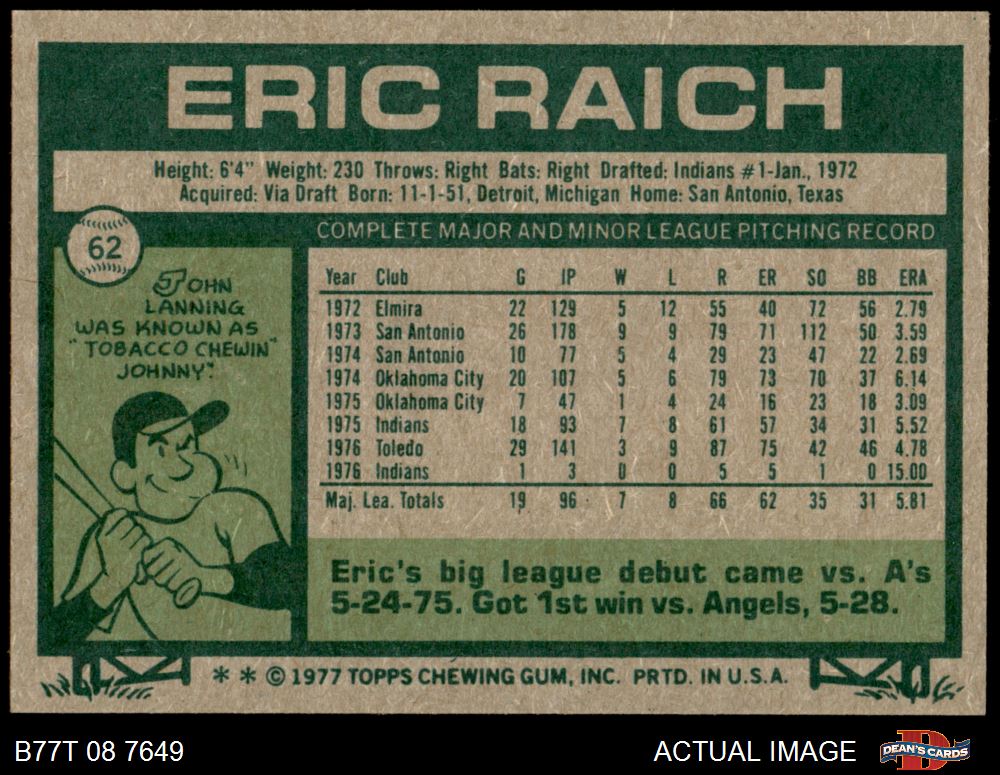 ERIC RAICH
Height: 6'4" Weight: 230 Throws: Right Bats: Right Drafted: Indians #1-Jan., 1972
Acquired: Via Draft Born: 11-1-51, Detroit, Michigan Home: San Antonio, Texas
62
COMPLETE MAJOR AND MINOR LEAGUE PITCHING RECORD
JOHN
LANNING
WAS KNOWN AS
"TOBACCO CHEWIN'
JOHNNY."
Year Club G IP W L R ER SO BB ERA
1972 Elmira 22 129 5 12 55 40 72 56 2.79
1973 San Antonio 26 178 9 9 79 71 112 50 3.59
1974 San Antonio 10 77 5 4 29 23 47 22 2.69
1974 Oklahoma City 20 107 5 6 79 73 70 37 6.14
1975 Oklahoma City 7 47 1 4 24 16 23 18 3.09
1975 Indians 18 93 7 8 61 57 34 31 5.52
1976 Toledo 29 141 3 9 87 75 42 46 4.78
1976 Indians 1 3 0 0 5 5 1 0 15.00
Maj. Lea. Totals 19 96 7 8 66 62 35 31 5.81
Eric's big league debut came vs. A's
5-24-75. Got 1st win vs. Angels, 5-28.
* * © 1977 TOPPS CHEWING GUM, INC. PRTD. IN U.S.A.
B77T 08 7649
ACTUAL IMAGE
D
DEAN'S CARDS